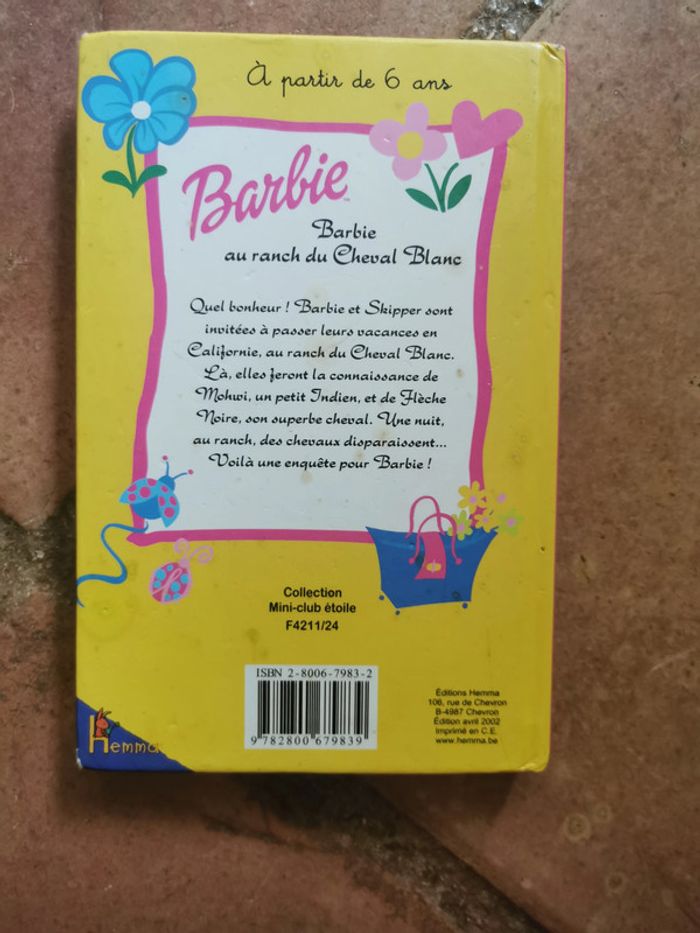 À partir de 6 ans
Barbie
Barbie
au ranch du Cheval Blanc
Quel bonheur ! Barbie et Skipper sont
invitées à passer leurs vacances en
Californie, au ranch du Cheval Blanc.
Là, elles feront la connaissance de
Mohwi, un petit Indien, et de Flèche
Noire, son superbe cheval. Une nuit,
au ranch, des chevaux disparaissent...
Voilà une enquête pour Barbie !
Collection
Mini-club étoile
F4211/24
ISBN 2-8006-7983-2
9 782800 679839
Éditions Hemma
106, rue de Chevron
B-4987 Chevron
Édition avril 2002
Imprimé en C.E.
www.hemma.be
Hemma